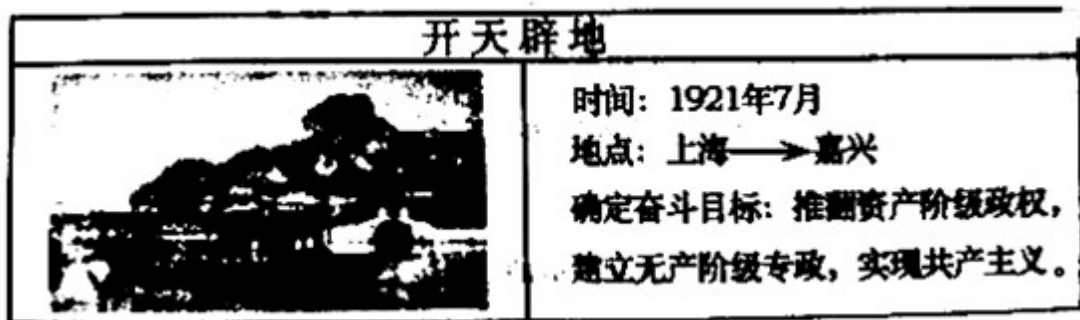 开天辟地
时间：1921年7月
地点：上海→嘉兴
确定奋斗目标：推翻资产阶级政权，
建立无产阶级专政，实现共产主义。